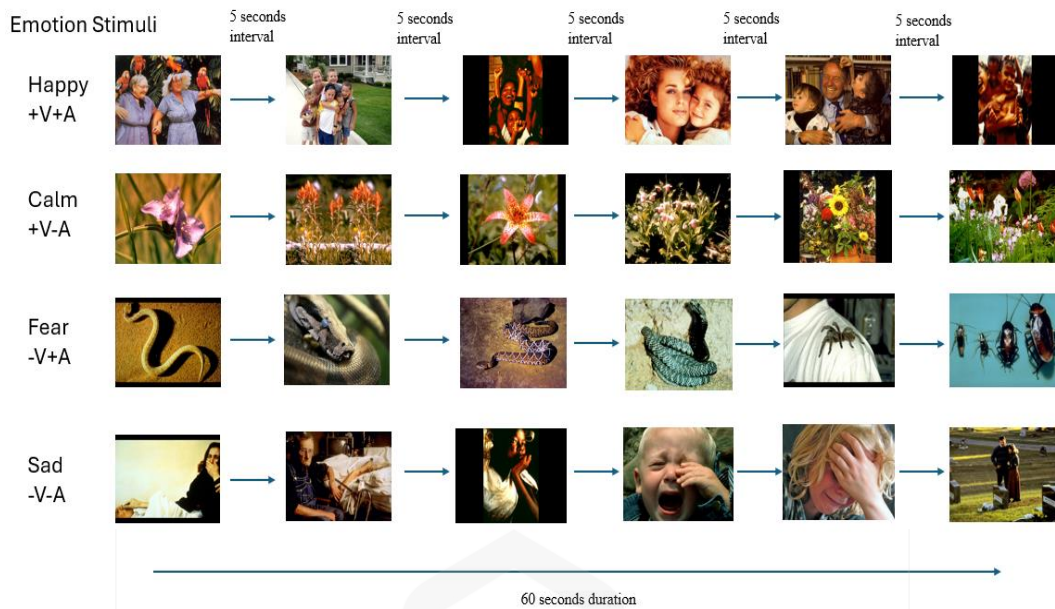 Emotion Stimuli
5 seconds
interval
5 seconds
interval
5 seconds
interval
5 seconds
interval
5 seconds
interval
Happy
+V+A
Calm
+V-A
Fear
-V+A
Sad
-V-A
60 seconds duration